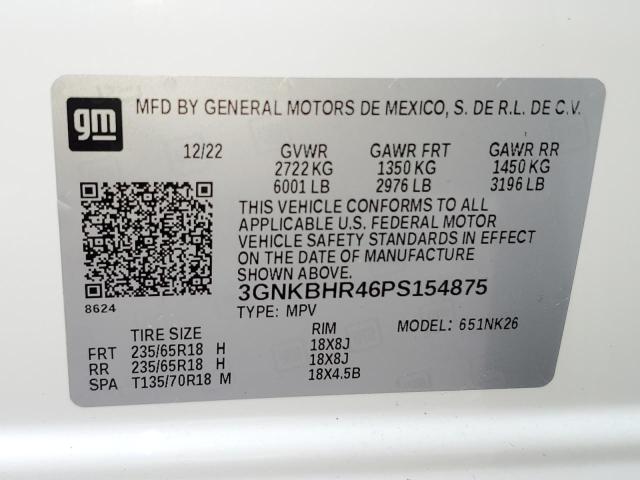 gm
MFD BY GENERAL MOTORS DE MEXICO, S. DE R.L. DE C.V.
12/22 GVWR GAWR FRT GAWR RR
2722 KG 1350 KG 1450 KG
6001 LB 2976 LB 3196 LB
THIS VEHICLE CONFORMS TO ALL
APPLICABLE U.S. FEDERAL MOTOR
VEHICLE SAFETY STANDARDS IN EFFECT
ON THE DATE OF MANUFACTURE
SHOWN ABOVE.
3GNKBHR46PS154875
8624
TYPE: MPV MODEL: 651NK26
TIRE SIZE RIM
FRT 235/65R18 H 18X8J
RR 235/65R18 H 18X8J
SPA T135/70R18 M 18X4.5B